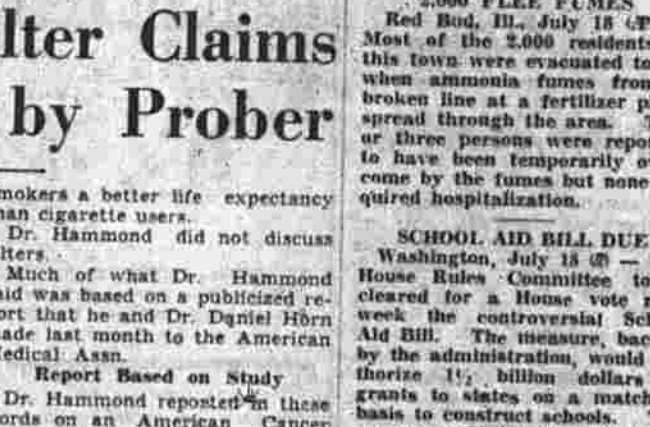 lter Claims
by Prober
mokers a better life expectancy
an cigarette users.
Dr. Hammond did not discuss
lters.
Much of what Dr. Hammond
aid was based on a publicized re-
ort that he and Dr. Daniel Horn
ade last month to the American
edical Assn.
Report Based on Study
Dr. Hammond reported in these
ords on an American Cancer
2,000 FLEE FUMES
Red Bud, Ill., July 18 (P
Most of the 2,000 residents
this town were evacuated to
when ammonia fumes from
broken line at a fertilizer p
spread through the area. T
or three persons were repo
to have been temporarily o
come by the fumes but none
quired hospitalization.
SCHOOL AID BILL DUE
Washington, July 18 (P) —
House Rules Committee to
cleared for a House vote n
week the controversial Sch
Aid Bill. The measure, bac
by the administration, would
thorize 1½ billion dollars
grants to states on a match
basis to construct schools.